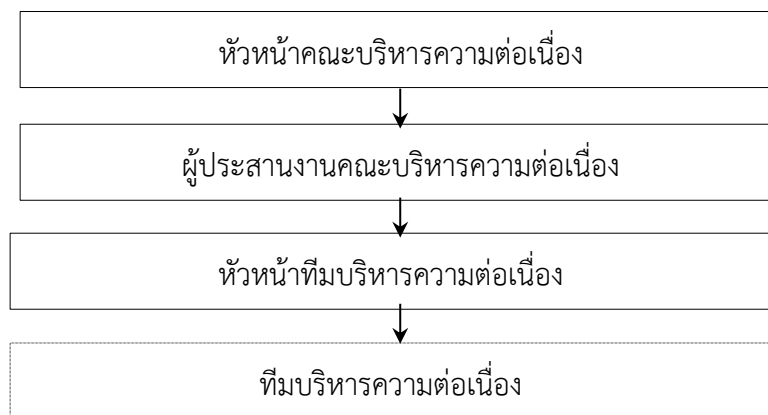 หัวหน้าคณะบริหารความต่อเนื่อง
ผู้ประสานงานคณะบริหารความต่อเนื่อง
หัวหน้าทีมบริหารความต่อเนื่อง
ทีมบริหารความต่อเนื่อง